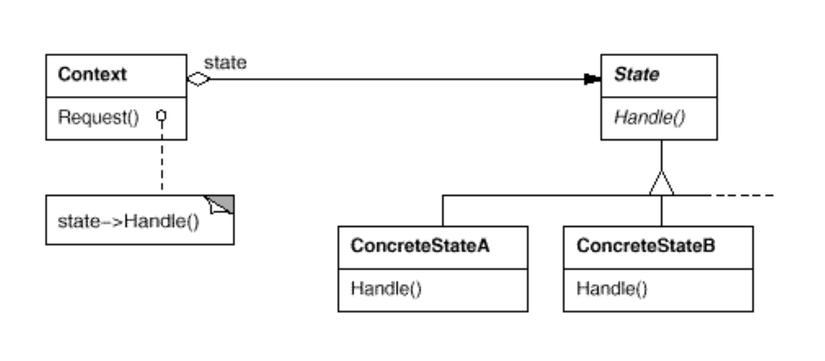 state
Context
State
Request()
Handle()
state->Handle()
ConcreteStateA
ConcreteStateB
Handle()
Handle()